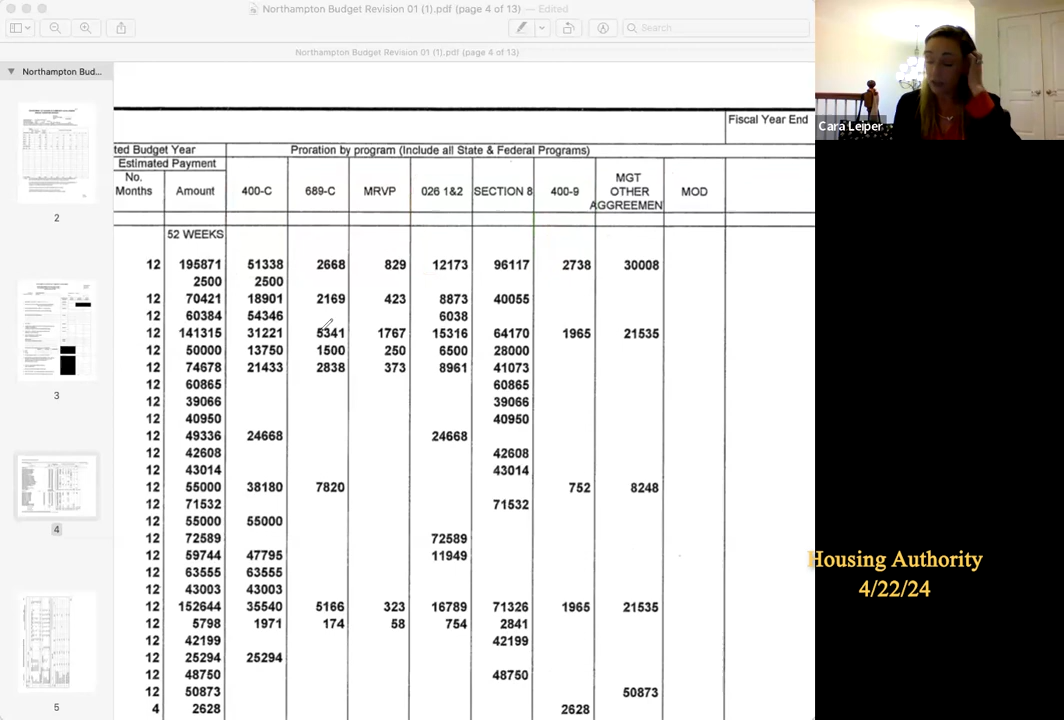 Northampton Budget Revision 01 (1).pdf (page 4 of 13) — Edited
Search
Northampton Budget Revision 01 (1).pdf (page 4 of 13)
Northampton Bud...
2
3
4
5
Fiscal Year End
ted Budget Year Proration by program (Include all State & Federal Programs)
Estimated Payment
No. Months Amount 400-C 689-C MRVP 026 1&2 SECTION 8 400-9 MGT OTHER AGGREEMEN MOD
52 WEEKS
12 195871 51338 2668 829 12173 96117 2738 30008
2500 2500
12 70421 18901 2169 423 8873 40055
12 60384 54346 6038
12 141315 31221 5341 1767 15316 64170 1965 21535
12 50000 13750 1500 250 6500 28000
12 74678 21433 2838 373 8961 41073
12 60865 60865
12 39066 39066
12 40950 40950
12 49336 24668 24668
12 42608 42608
12 43014 43014
12 55000 38180 7820 752 8248
12 71532 71532
12 55000 55000
12 72589 72589
12 59744 47795 11949
12 63555 63555
12 43003 43003
12 152644 35540 5166 323 16789 71326 1965 21535
12 5798 1971 174 58 754 2841
12 42199 42199
12 25294 25294
12 48750 48750
12 50873 50873
4 2628 2628
Cara Leiper
Housing Authority
4/22/24